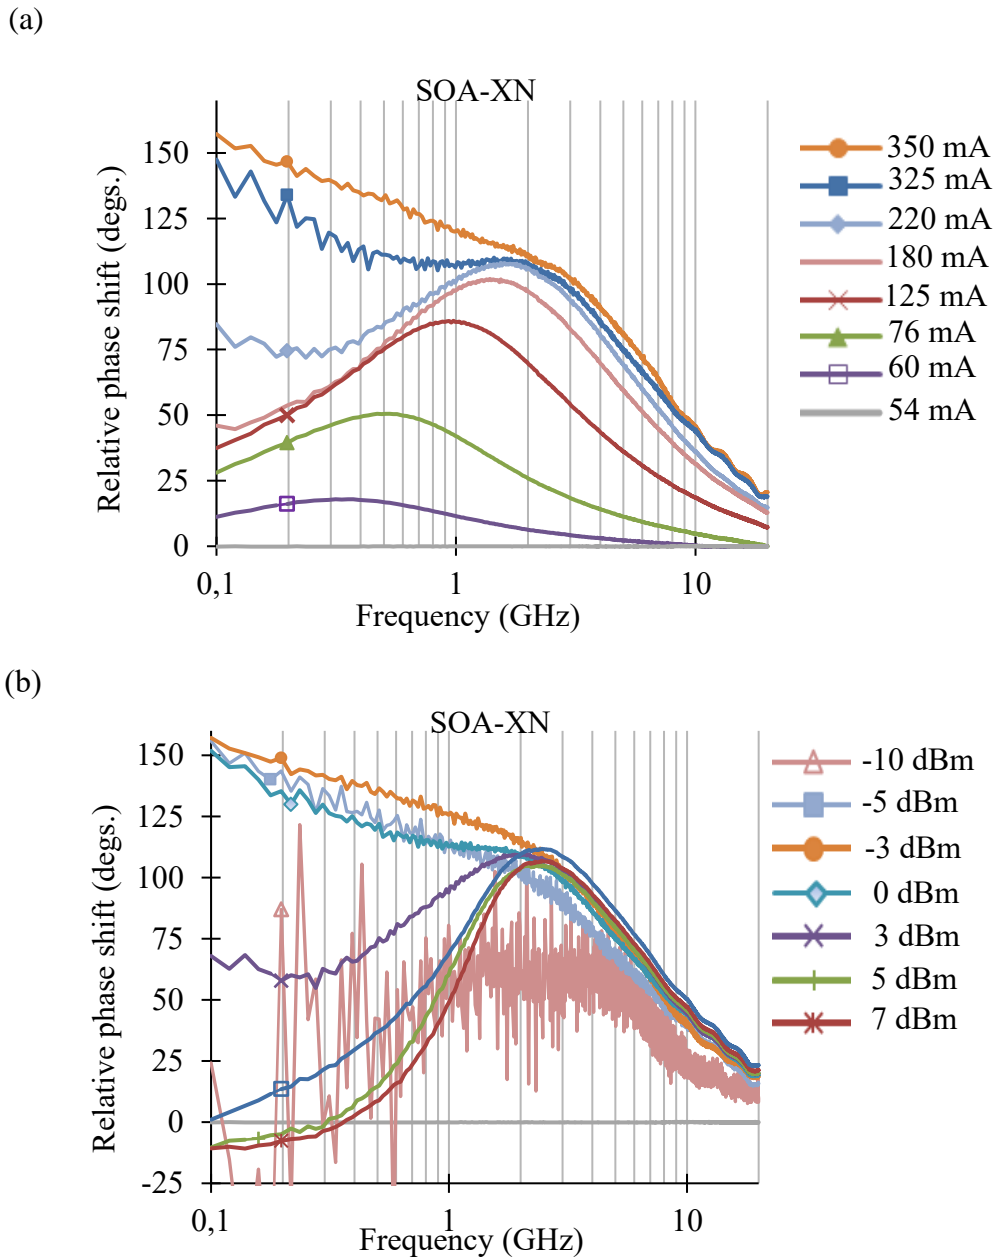 (a)
SOA-XN
Relative phase shift (degs.)
150
125
100
75
50
25
0
0,1
1
10
Frequency (GHz)
350 mA
325 mA
220 mA
180 mA
125 mA
76 mA
60 mA
54 mA
(b)
SOA-XN
Relative phase shift (degs.)
150
125
100
75
50
25
0
-25
0,1
1
10
Frequency (GHz)
-10 dBm
-5 dBm
-3 dBm
0 dBm
3 dBm
5 dBm
7 dBm